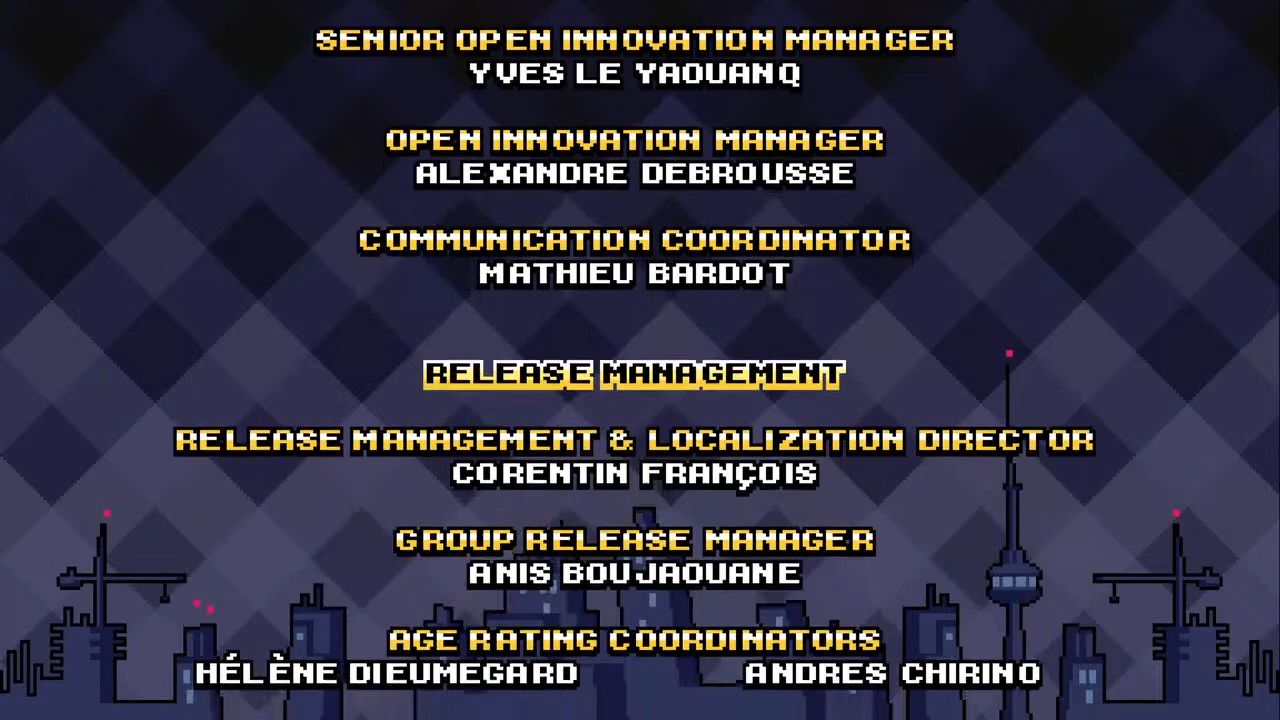 SENIOR OPEN INNOVATION MANAGER
YVES LE YAOUANQ
OPEN INNOVATION MANAGER
ALEXANDRE DEBROUSSE
COMMUNICATION COORDINATOR
MATHIEU BARDOT
RELEASE MANAGEMENT
RELEASE MANAGEMENT & LOCALIZATION DIRECTOR
CORENTIN FRANÇOIS
GROUP RELEASE MANAGER
ANIS BOUJAOUANE
AGE RATING COORDINATORS
HÉLÈNE DIEUMEGARD ANDRES CHIRINO